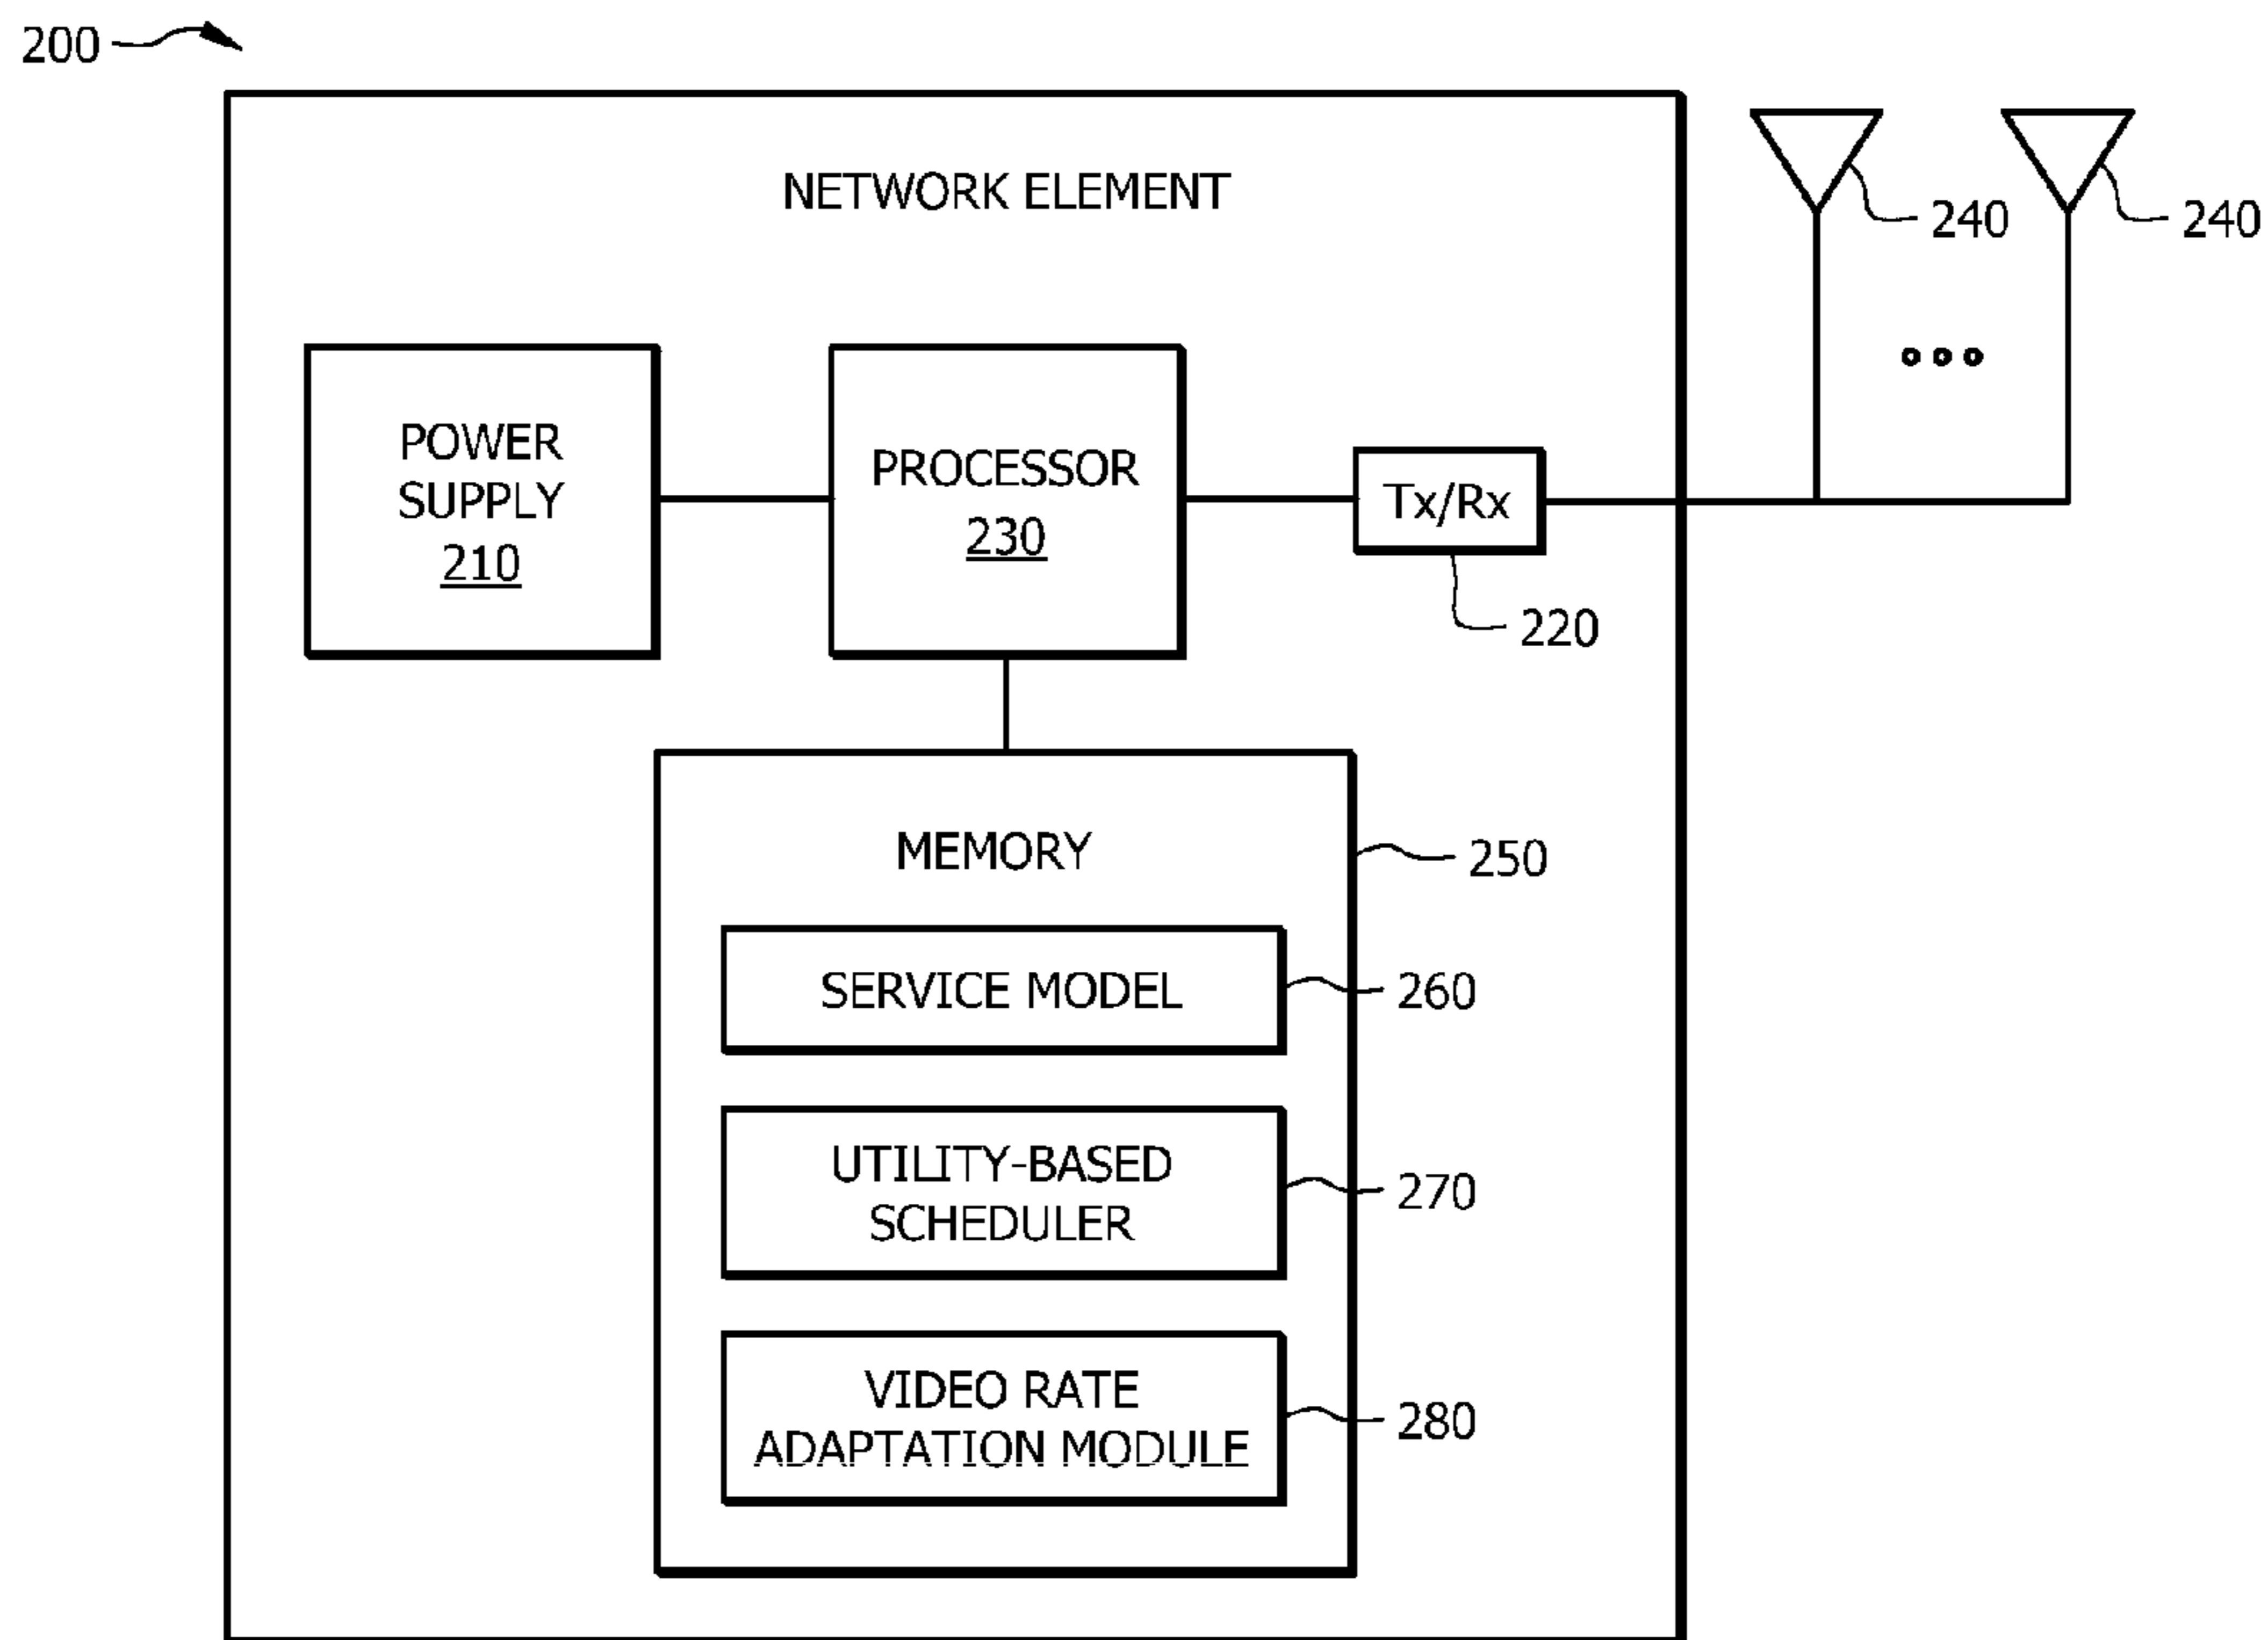 200
NETWORK ELEMENT
240
240
POWER
SUPPLY
210
PROCESSOR
230
Tx/Rx
220
MEMORY
250
SERVICE MODEL
260
UTILITY-BASED
SCHEDULER
270
VIDEO RATE
ADAPTATION MODULE
280